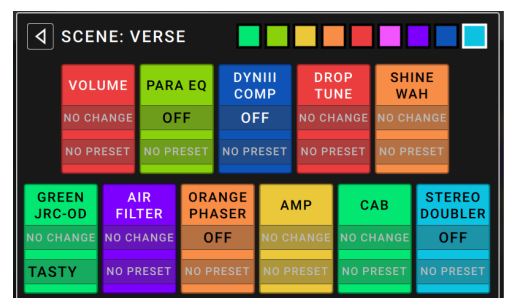 SCENE: VERSE
VOLUME PARA EQ DYNIII COMP DROP TUNE SHINE WAH
NO CHANGE OFF OFF NO CHANGE NO CHANGE
NO PRESET NO PRESET NO PRESET NO PRESET NO PRESET
GREEN JRC-OD AIR FILTER ORANGE PHASER AMP CAB STEREO DOUBLER
NO CHANGE NO CHANGE OFF NO CHANGE NO CHANGE OFF
TASTY NO PRESET NO PRESET NO PRESET NO PRESET NO PRESET